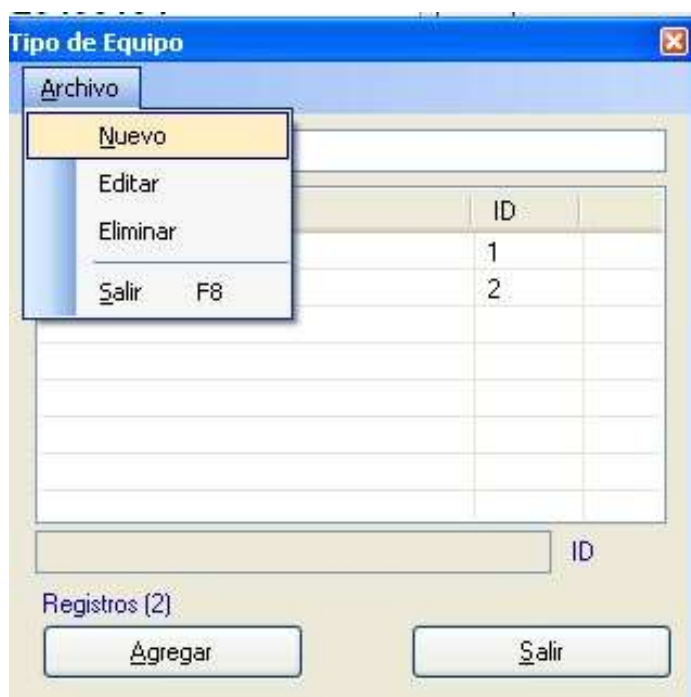 Tipo de Equipo
Archivo
Nuevo
Editar
ID
Eliminar
1
Salir F8
2
ID
Registros (2)
Agregar
Salir